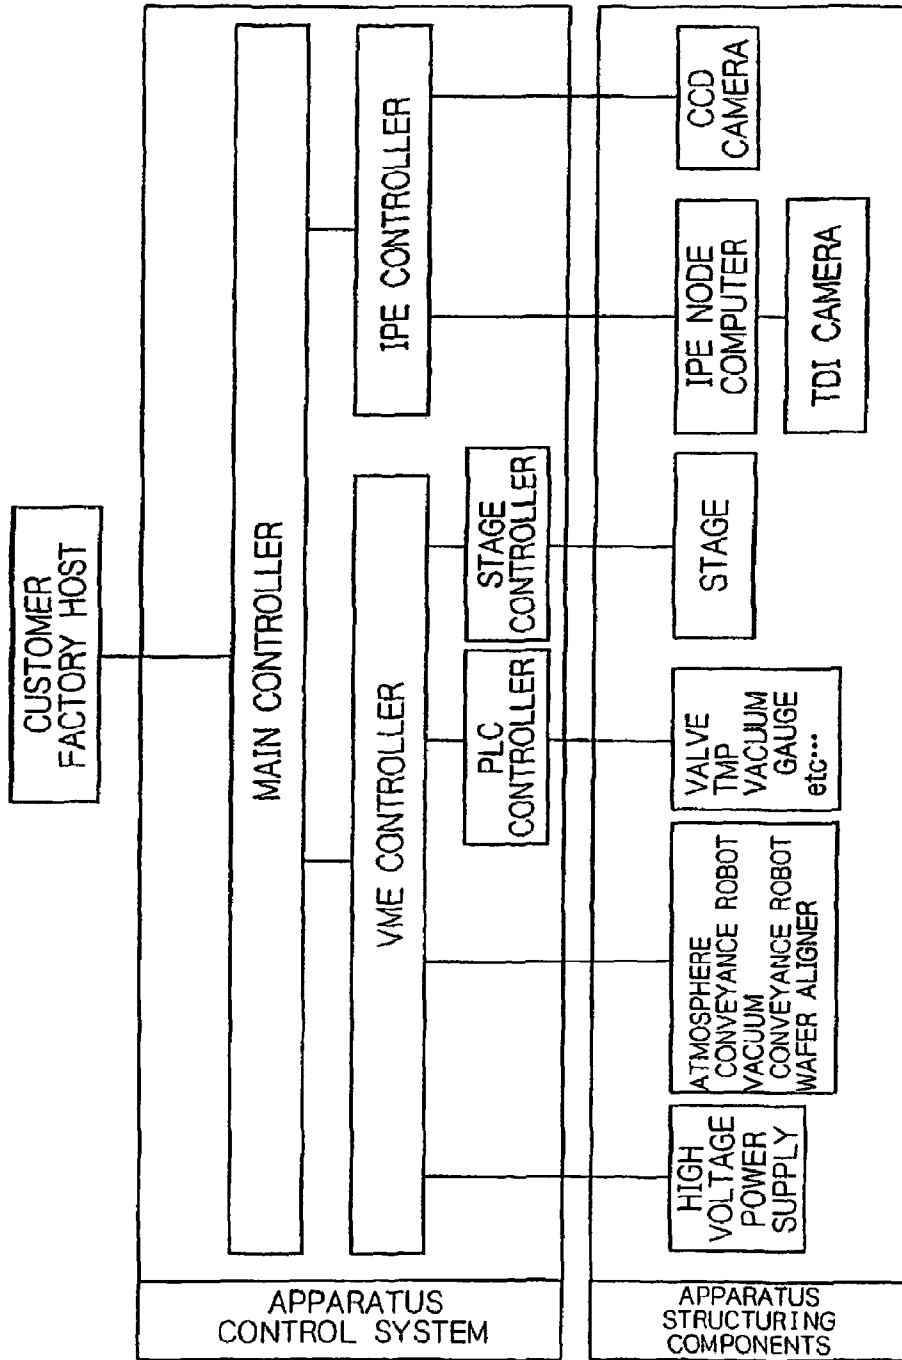 CUSTOMER
FACTORY HOST
APPARATUS
CONTROL SYSTEM
MAIN CONTROLLER
VME CONTROLLER
IPE CONTROLLER
PLC
CONTROLLER
STAGE
CONTROLLER
APPARATUS
STRUCTURING
COMPONENTS
HIGH
VOLTAGE
POWER
SUPPLY
ATMOSPHERE
CONVEYANCE ROBOT
VACUUM
CONVEYANCE ROBOT
WAFER ALIGNER
VALVE
TMP
VACUUM
GAUGE
etc···
STAGE
IPE NODE
COMPUTER
TDI CAMERA
CCD
CAMERA